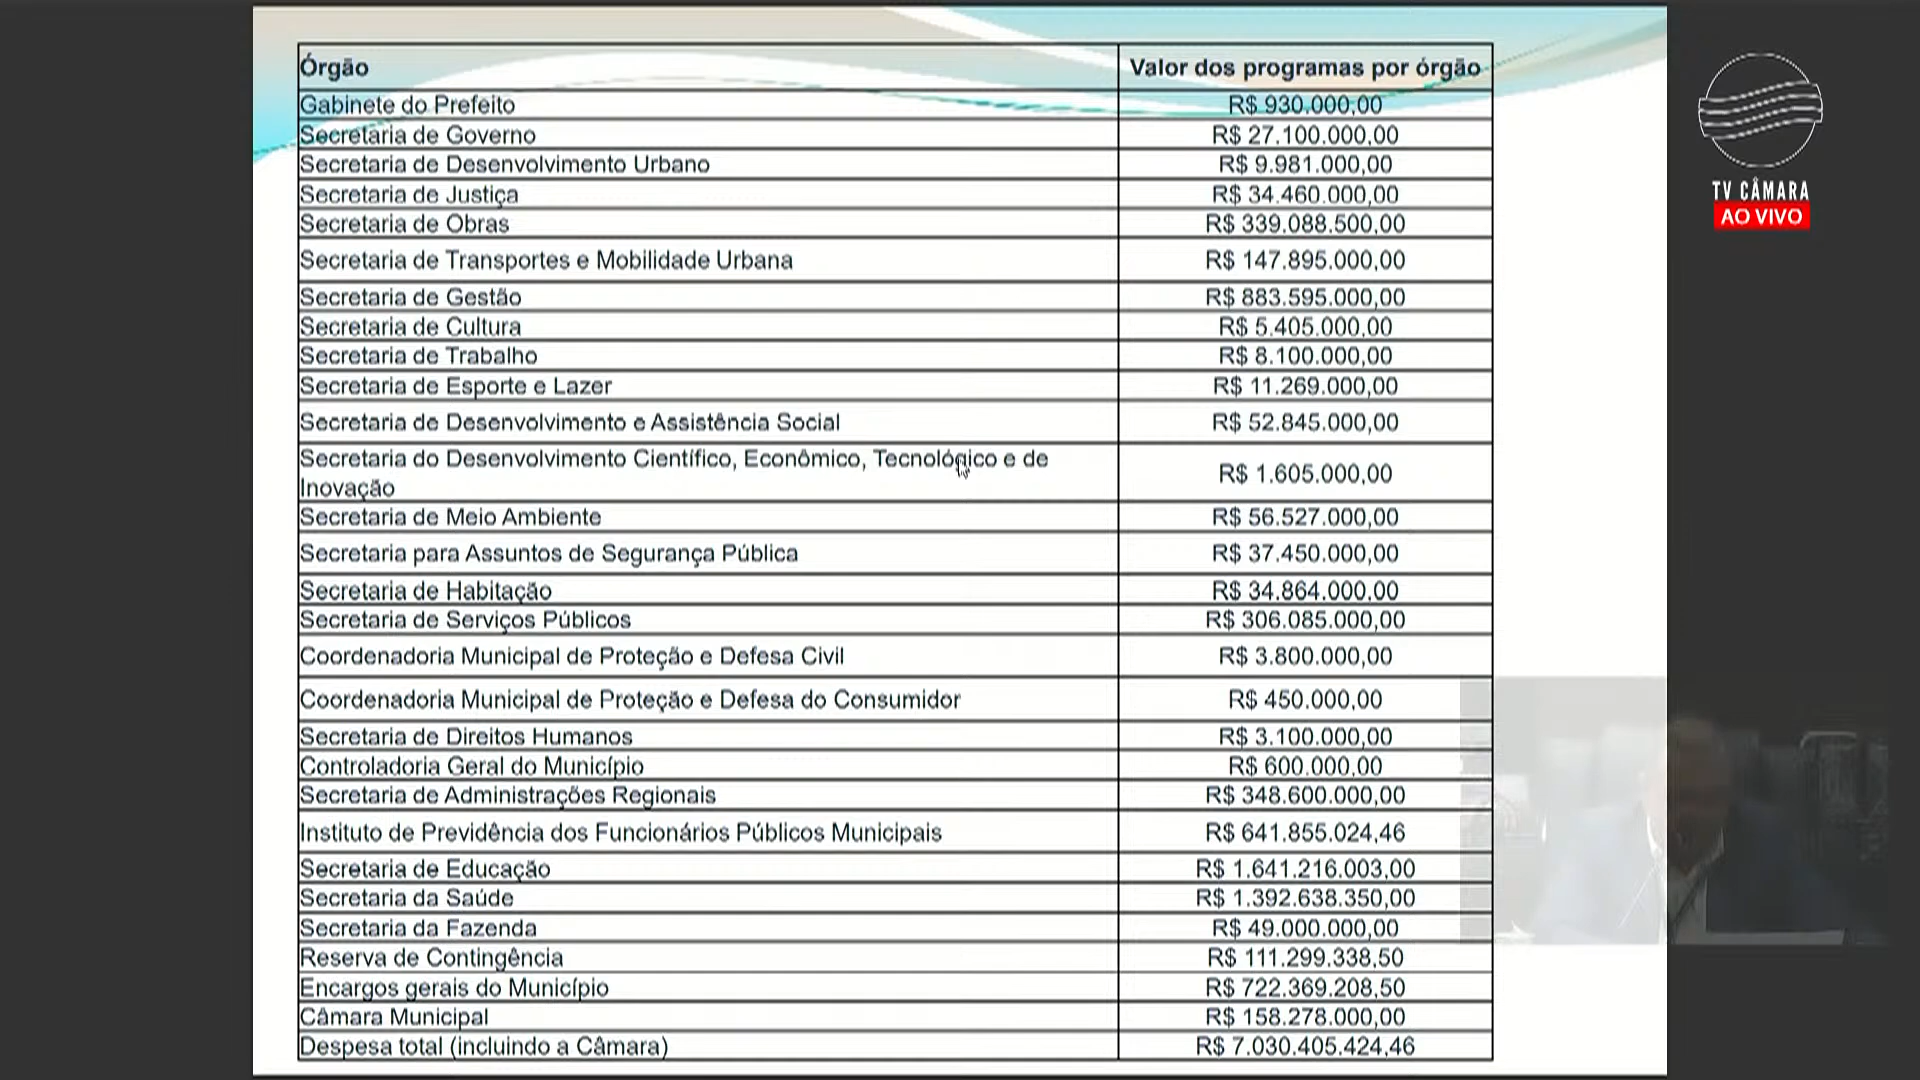 Órgão Valor dos programas por órgão
Gabinete do Prefeito R$ 930.000,00
Secretaria de Governo R$ 27.100.000,00
Secretaria de Desenvolvimento Urbano R$ 9.981.000,00
Secretaria de Justiça R$ 34.460.000,00
Secretaria de Obras R$ 339.088.500,00
Secretaria de Transportes e Mobilidade Urbana R$ 147.895.000,00
Secretaria de Gestão R$ 883.595.000,00
Secretaria de Cultura R$ 5.405.000,00
Secretaria de Trabalho R$ 8.100.000,00
Secretaria de Esporte e Lazer R$ 11.269.000,00
Secretaria de Desenvolvimento e Assistência Social R$ 52.845.000,00
Secretaria do Desenvolvimento Científico, Econômico, Tecnológico e de
Inovação R$ 1.605.000,00
Secretaria de Meio Ambiente R$ 56.527.000,00
Secretaria para Assuntos de Segurança Pública R$ 37.450.000,00
Secretaria de Habitação R$ 34.864.000,00
Secretaria de Serviços Públicos R$ 306.085.000,00
Coordenadoria Municipal de Proteção e Defesa Civil R$ 3.800.000,00
Coordenadoria Municipal de Proteção e Defesa do Consumidor R$ 450.000,00
Secretaria de Direitos Humanos R$ 3.100.000,00
Controladoria Geral do Município R$ 600.000,00
Secretaria de Administrações Regionais R$ 348.600.000,00
Instituto de Previdência dos Funcionários Públicos Municipais R$ 641.855.024,46
Secretaria de Educação R$ 1.641.216.003,00
Secretaria da Saúde R$ 1.392.638.350,00
Secretaria da Fazenda R$ 49.000.000,00
Reserva de Contingência R$ 111.299.338,50
Encargos gerais do Município R$ 722.369.208,50
Câmara Municipal R$ 158.278.000,00
Despesa total (incluindo a Câmara) R$ 7.030.405.424,46
TV CÂMARA
AO VIVO